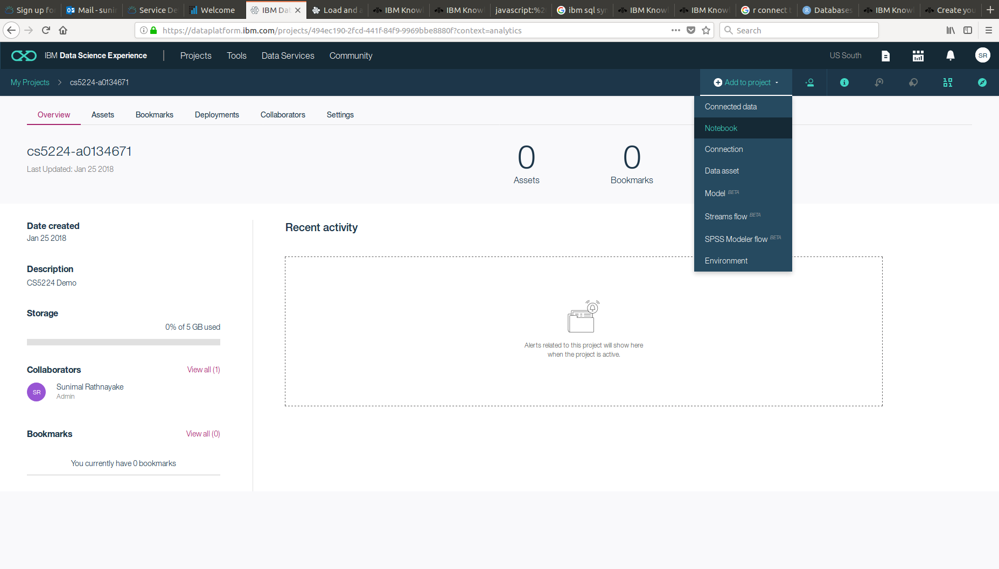 Sign up fo
Mail - sunir
Service De
Welcome
IBM Dat
Load and a
IBM Knowl
IBM Knowl
javascript:%2
ibm sql syn
IBM Knowl
IBM Knowl
r connect t
Databases
IBM Knowl
Create you
https://dataplatform.ibm.com/projects/494ec190-2fcd-441f-84f9-9969bbe8880f?context=analytics
Search
IBM Data Science Experience
Projects
Tools
Data Services
Community
US South
SR
My Projects > cs5224-a0134671
Add to project
Connected data
Notebook
Connection
Data asset
Model BETA
Streams flow BETA
SPSS Modeler flow BETA
Environment
Overview
Assets
Bookmarks
Deployments
Collaborators
Settings
cs5224-a0134671
Last Updated: Jan 25 2018
0
Assets
0
Bookmarks
Date created
Jan 25 2018
Description
CS5224 Demo
Storage
0% of 5 GB used
Collaborators
View all (1)
SR
Sunimal Rathnayake
Admin
Bookmarks
View all (0)
You currently have 0 bookmarks
Recent activity
Alerts related to this project will show here
when the project is active.